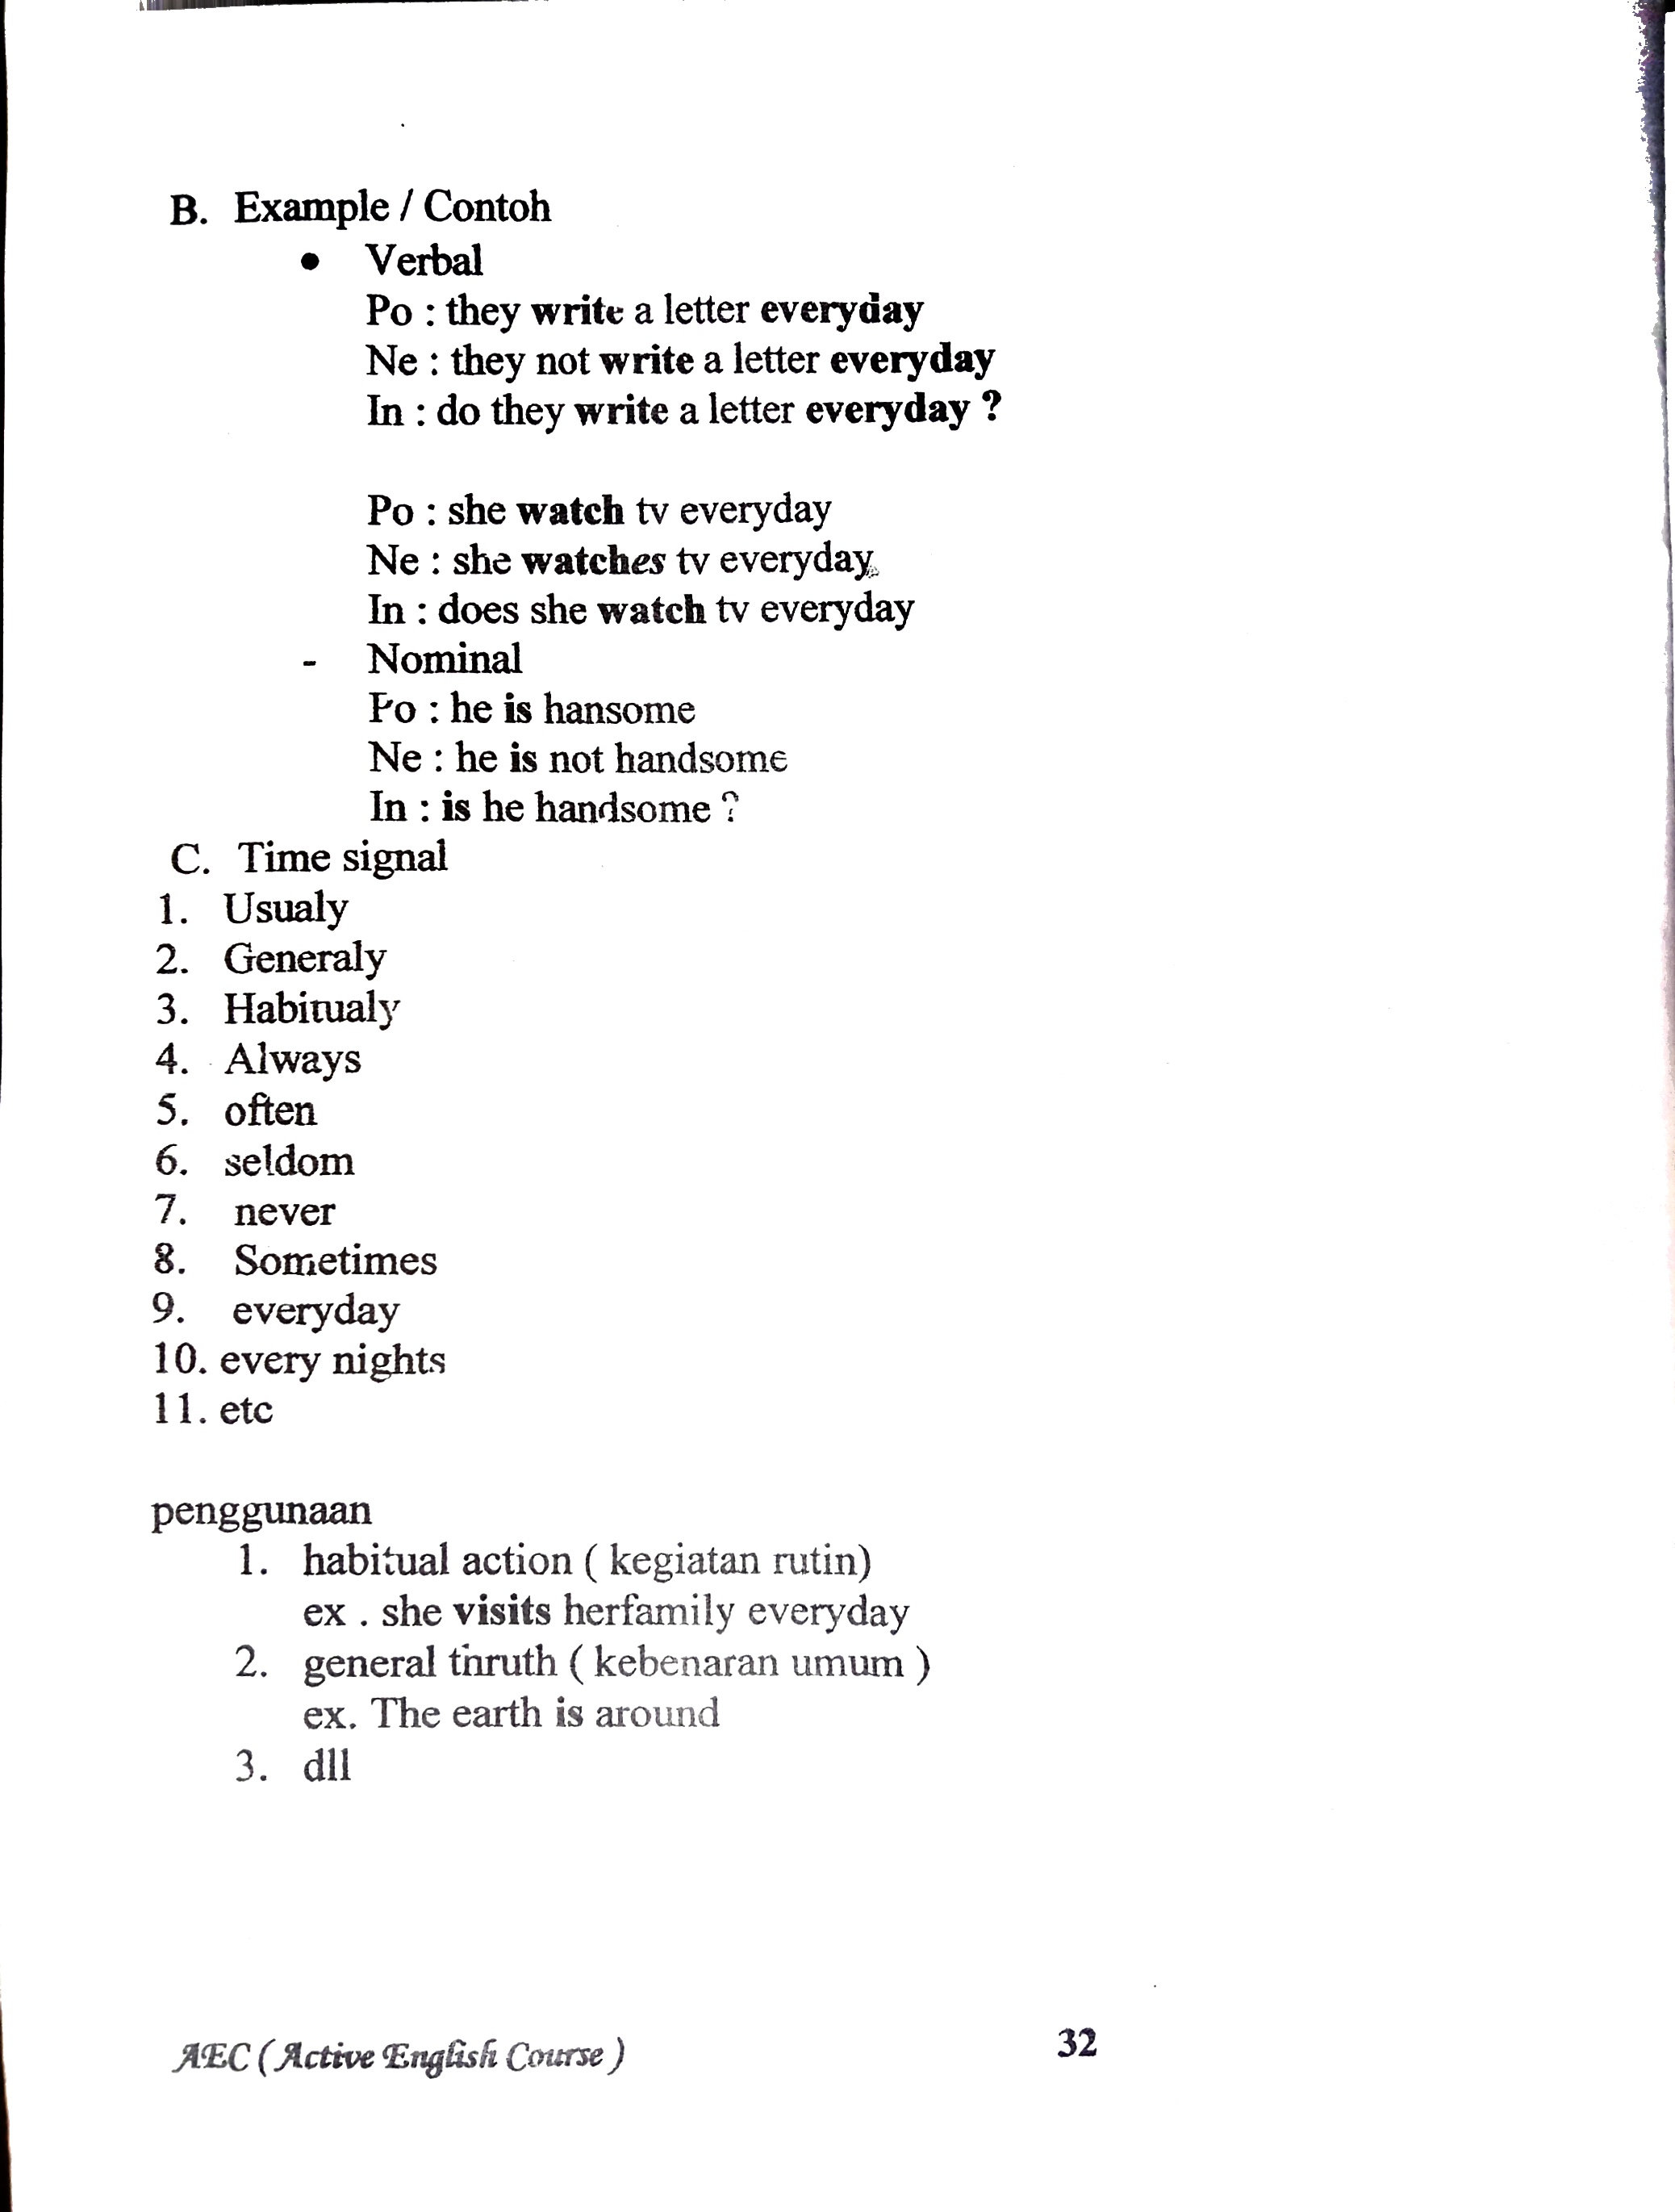 B. Example / Contoh
• Verbal
Po : they write a letter everyday
Ne : they not write a letter everyday
In : do they write a letter everyday ?
Po : she watch tv everyday
Ne : she watches tv everyday
In : does she watch tv everyday
- Nominal
Po : he is hansome
Ne : he is not handsome
In : is he handsome ?
C. Time signal
1. Usualy
2. Generaly
3. Habitualy
4. Always
5. often
6. seldom
7. never
8. Sometimes
9. everyday
10. every nights
11. etc
penggunaan
1. habitual action ( kegiatan rutin)
ex . she visits herfamily everyday
2. general thruth ( kebenaran umum )
ex. The earth is around
3. dll
AEC ( Active English Course ) 32